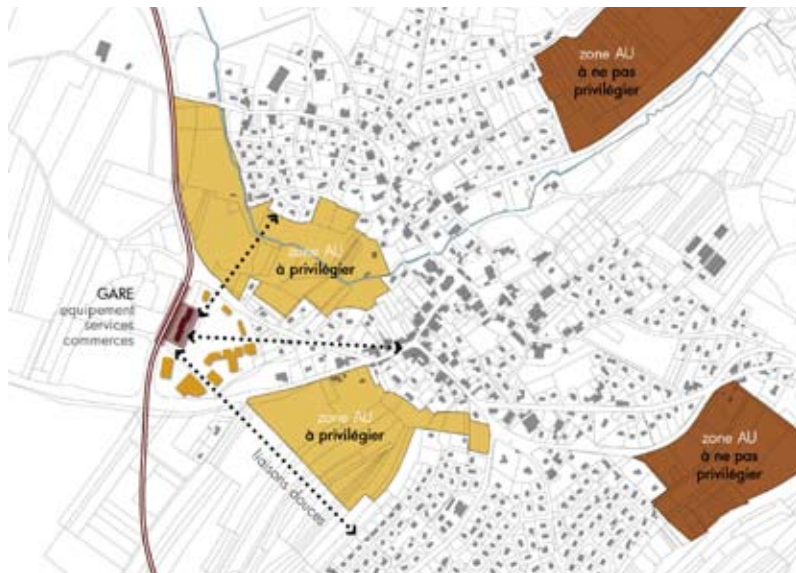 zone AU
à ne pas
privilégier
zone AU
à privilégier
GARE
equipement
services
commerces
zone AU
à privilégier
zone AU
à ne pas
privilégier
liaisons douces